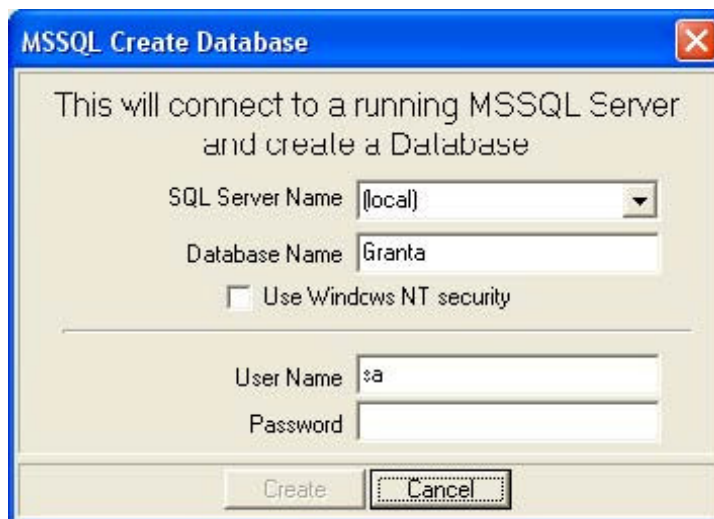 MSSQL Create Database
This will connect to a running MSSQL Server
and create a Database
SQL Server Name (local)
Database Name Granta
Use Windows NT security
User Name sa
Password
Create Cancel